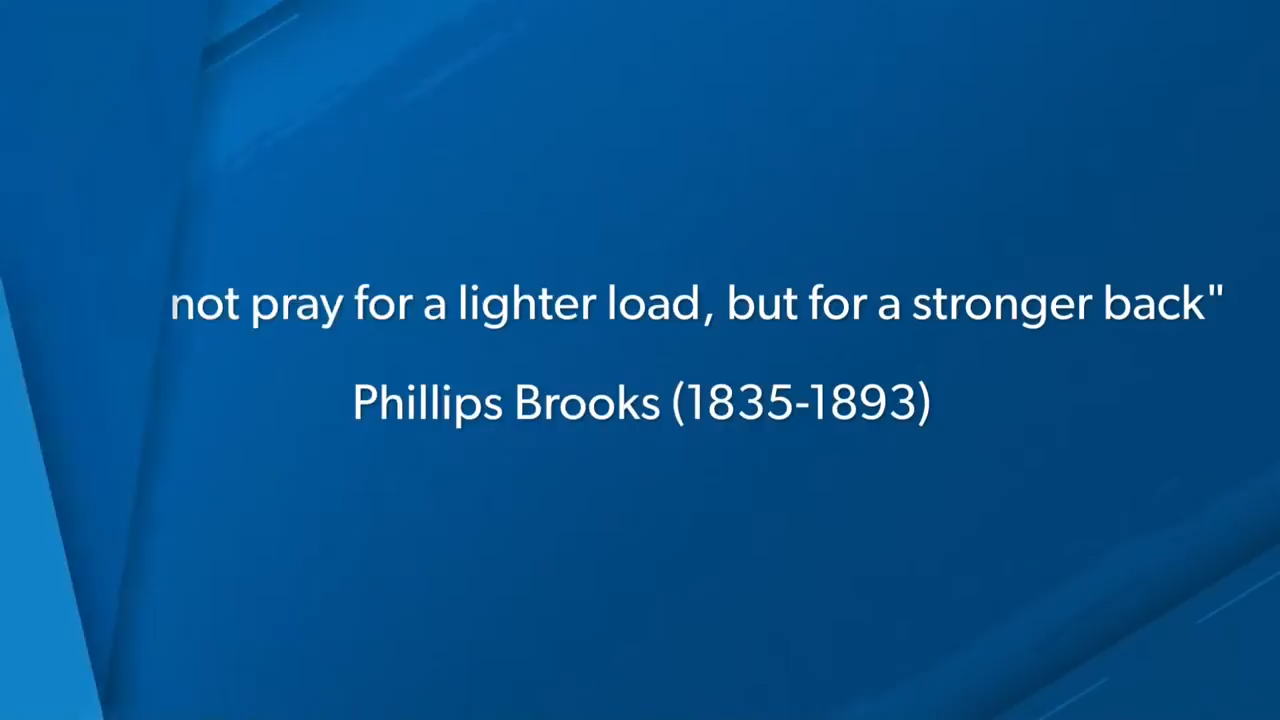 not pray for a lighter load, but for a stronger back"
Phillips Brooks (1835-1893)